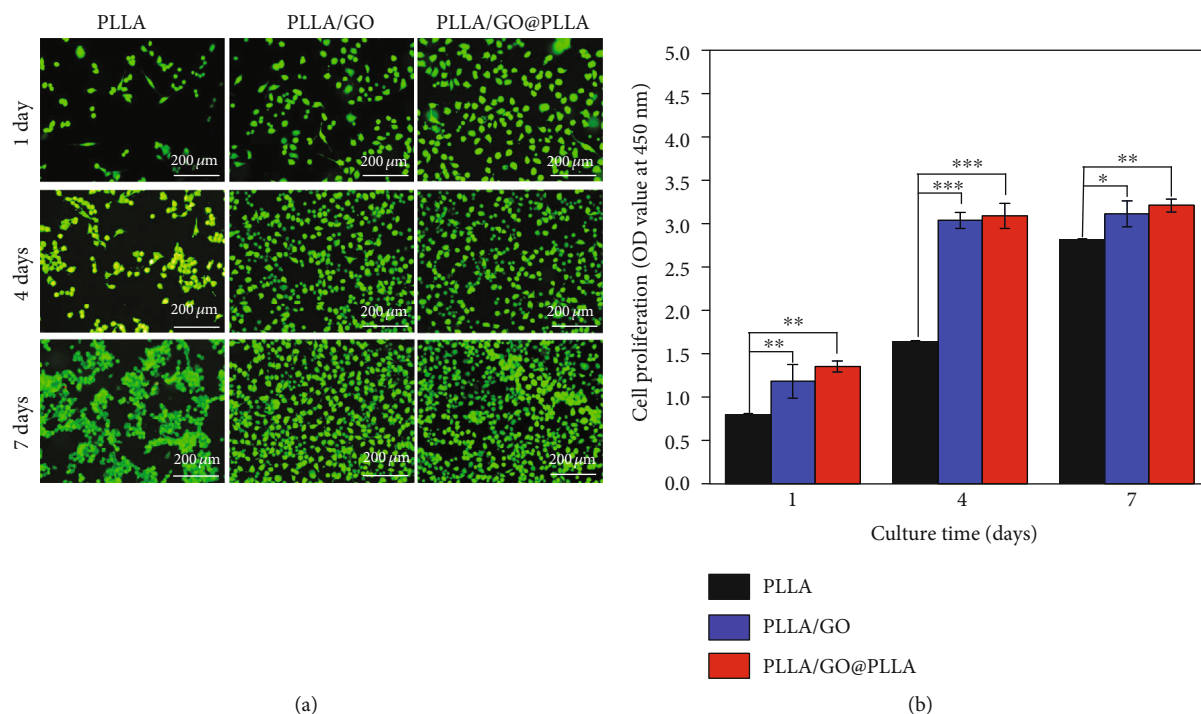 PLLA PLLA/GO PLLA/GO@PLLA
1 day
200 μm 200 μm 200 μm
4 days
200 μm 200 μm 200 μm
7 days
200 μm 200 μm 200 μm
(a)
Cell proliferation (OD value at 450 nm)
5.0
4.5
4.0
3.5
3.0
2.5
2.0
1.5
1.0
0.5
0.0
** **
*** ***
* **
1 4 7
Culture time (days)
PLLA
PLLA/GO
PLLA/GO@PLLA
(b)